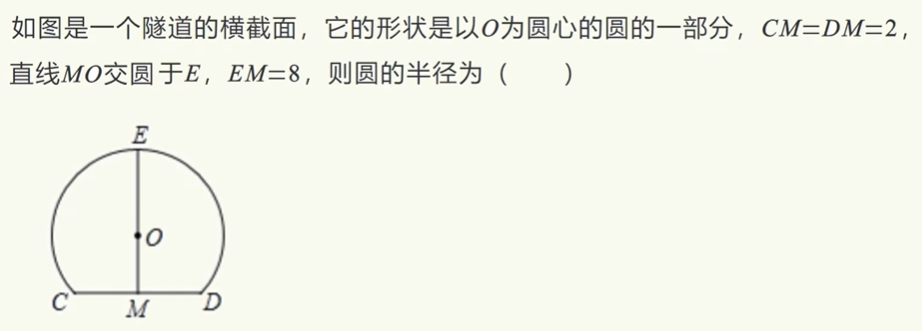 如图是一个隧道的横截面，它的形状是以O为圆心的圆的一部分，CM=DM=2，
直线MO交圆于E，EM=8，则圆的半径为（　　）
E
O
C
M
D